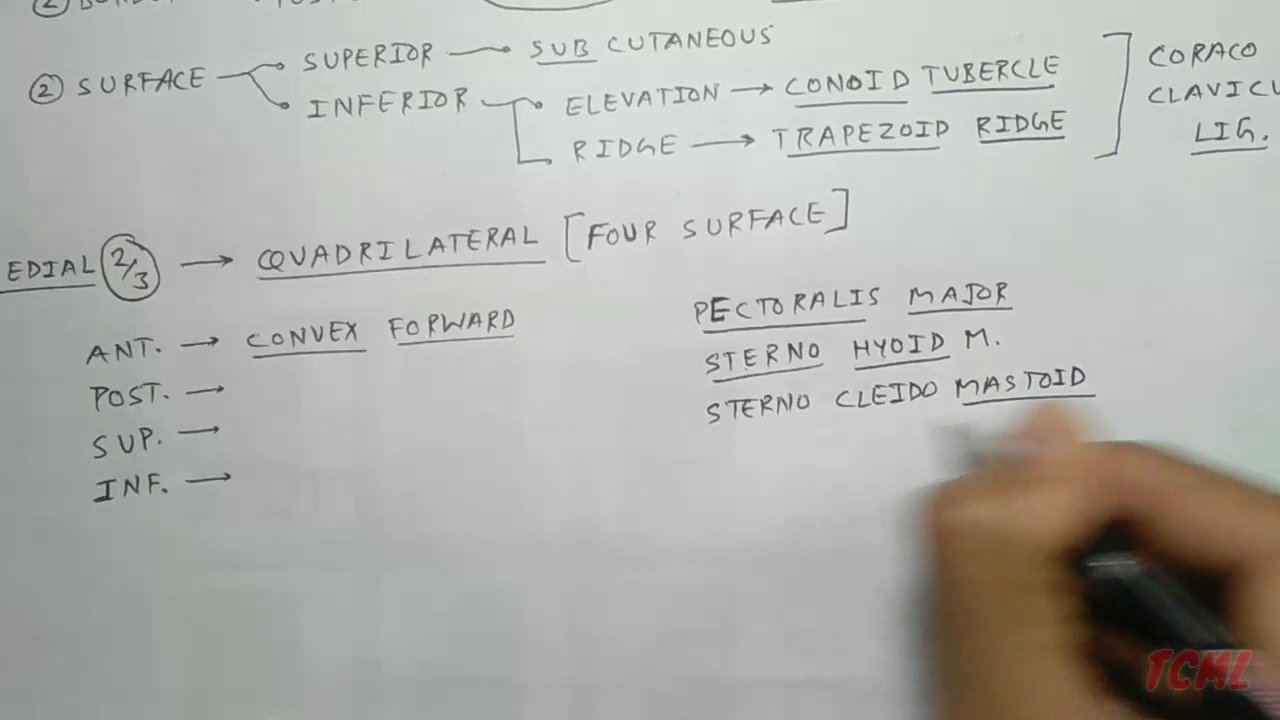 ② SURFACE SUPERIOR → SUB CUTANEOUS
INFERIOR ELEVATION → CONOID TUBERCLE
RIDGE → TRAPEZOID RIDGE
] CORACO
CLAVICU
LIG.
EDIAL 2/3 → QUADRILATERAL [FOUR SURFACE]
ANT. → CONVEX FORWARD
POST. →
SUP. →
INF. →
PECTORALIS MAJOR
STERNO HYOID M.
STERNO CLEIDO MASTOID
TCML